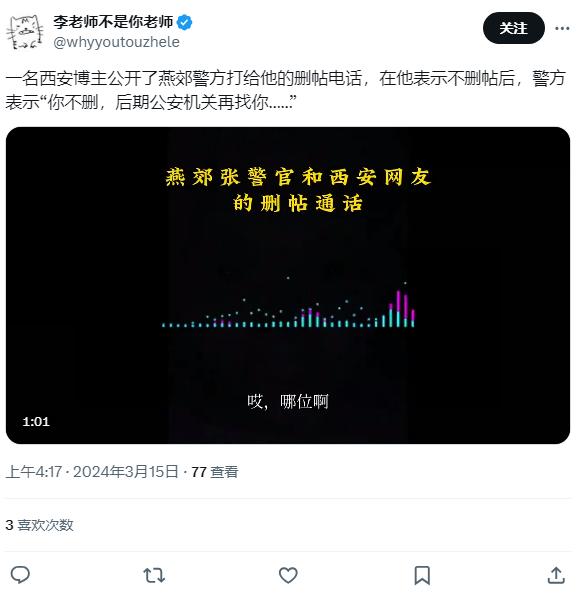 李老师不是你老师
@whyyoutouzhele
关注
一名西安博主公开了燕郊警方打给他的删帖电话，在他表示不删帖后，警方
表示“你不删，后期公安机关再找你......”
燕郊张警官和西安网友
的删帖通话
哎，哪位啊
1:01
上午4:17 · 2024年3月15日 · 77 查看
3 喜欢次数